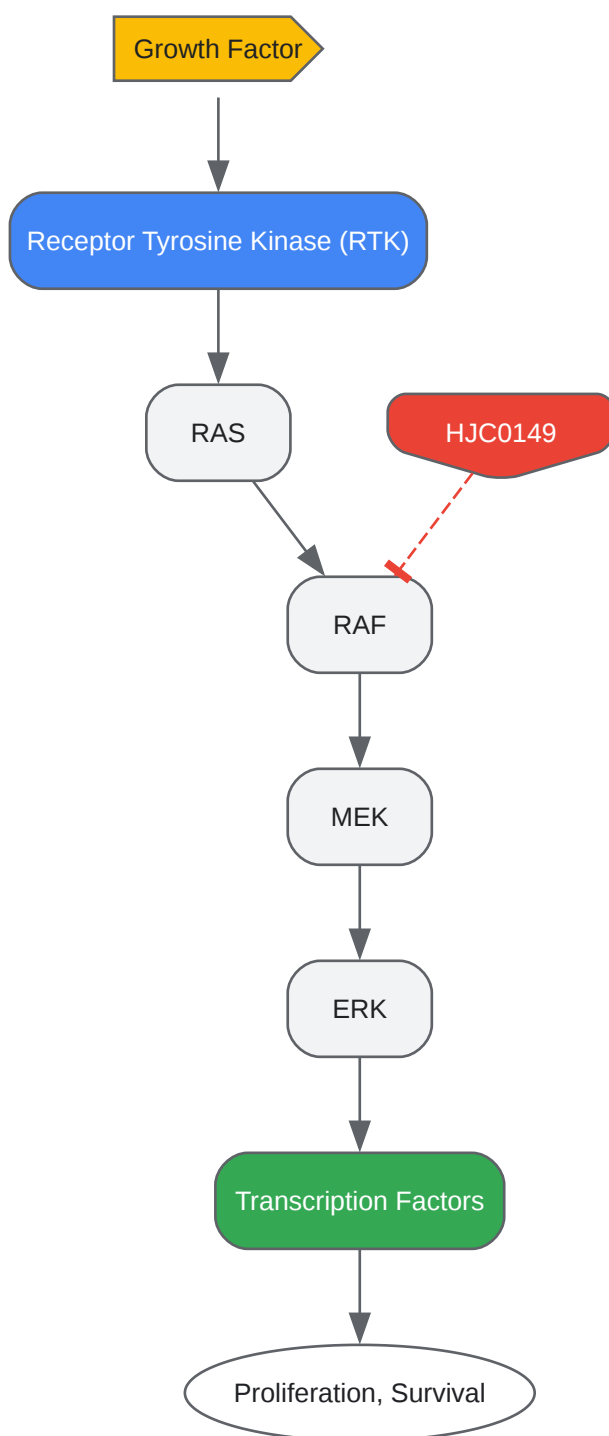 Growth Factor
Receptor Tyrosine Kinase (RTK)
RAS
HJC0149
RAF
MEK
ERK
Transcription Factors
Proliferation, Survival